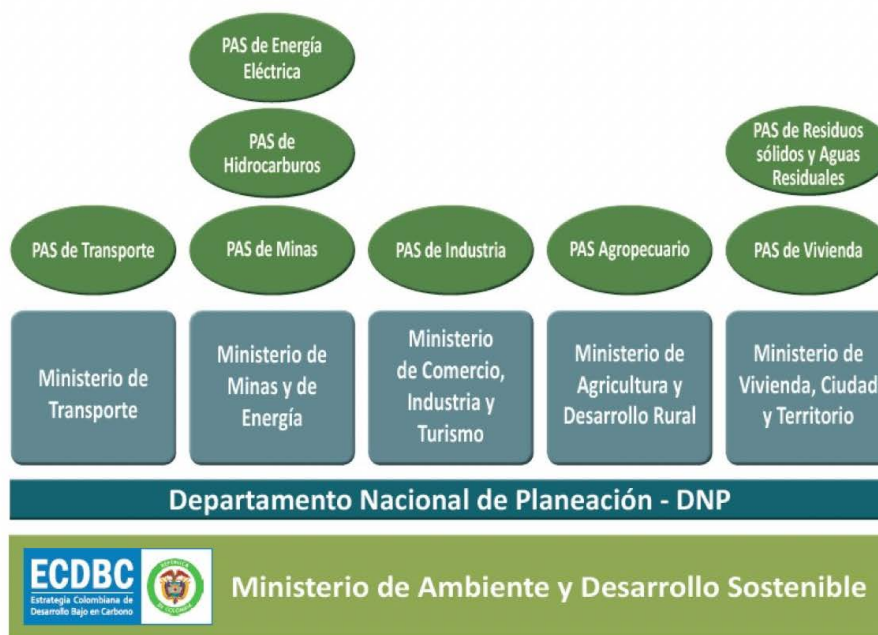 PAS de Energía
Eléctrica
PAS de
Hidrocarburos
PAS de Residuos
sólidos y Aguas
Residuales
PAS de Transporte
PAS de Minas
PAS de Industria
PAS Agropecuario
PAS de Vivienda
Ministerio de
Transporte
Ministerio de
Minas y de
Energía
Ministerio
de Comercio,
Industria y
Turismo
Ministerio de
Agricultura y
Desarrollo Rural
Ministerio de
Vivienda, Ciudad
y Territorio
Departamento Nacional de Planeación - DNP
ECDBC
Estrategia Colombiana de
Desarrollo Bajo en Carbono
REPÚBLICA
DE COLOMBIA
Ministerio de Ambiente y Desarrollo Sostenible